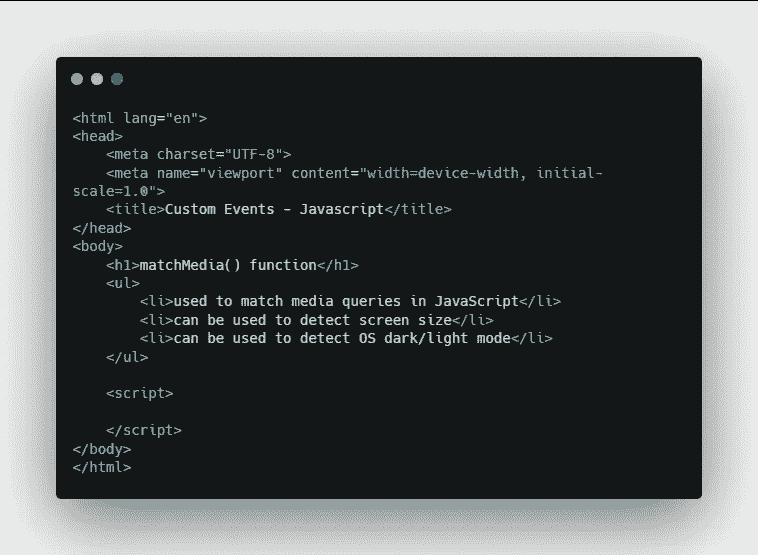 <html lang="en">
<head>
    <meta charset="UTF-8">
    <meta name="viewport" content="width=device-width, initial-
scale=1.0">
    <title>Custom Events - Javascript</title>
</head>
<body>
    <h1>matchMedia() function</h1>
    <ul>
        <li>used to match media queries in JavaScript</li>
        <li>can be used to detect screen size</li>
        <li>can be used to detect OS dark/light mode</li>
    </ul>

    <script>

    </script>
</body>
</html>